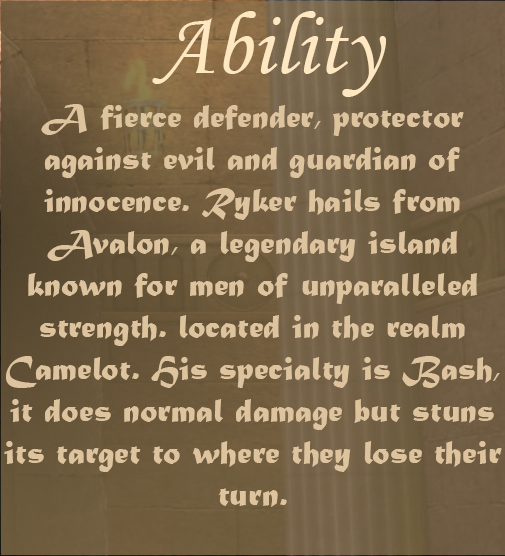 Ability
A fierce defender, protector
against evil and guardian of
innocence. Ryker hails from
Avalon, a legendary island
known for men of unparalleled
strength. located in the realm
Camelot. His specialty is Bash,
it does normal damage but stuns
its target to where they lose their
turn.